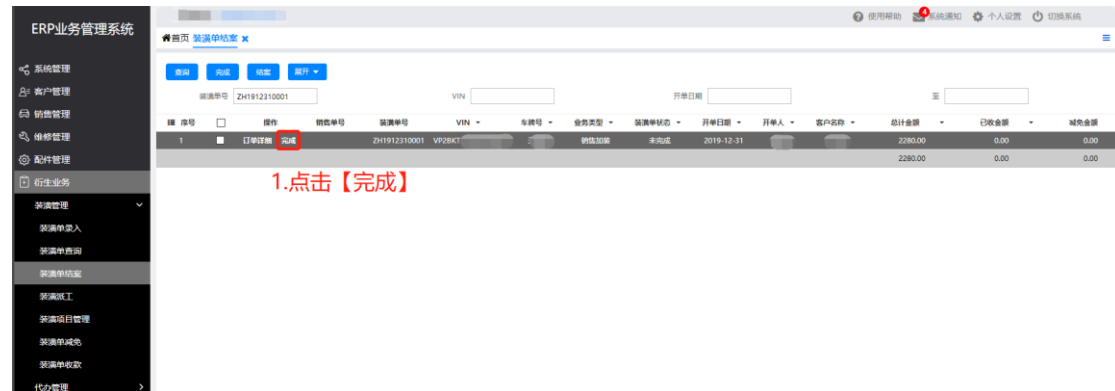 ERP业务管理系统
使用帮助 4 系统通知 个人设置 切换系统
首页 装潢单结案 ×
系统管理
客户管理
销售管理
维修管理
配件管理
衍生业务
装潢管理
装潢单录入
装潢单查询
装潢单结案
装潢派工
装潢项目管理
装潢单减免
装潢单收款
代办管理
查询 完成 结案 展开
装潢单号 ZH1912310001 VIN 开单日期 至
序号 操作 销售单号 装潢单号 VIN 车牌号 业务类型 装潢单状态 开单日期 开单人 客户名称 总计金额 已收金额 减免金额
1 订单详细 完成 ZH1912310001 VP2BKT 销售加装 未完成 2019-12-31 2280.00 0.00 0.00
2280.00 0.00 0.00
1.点击【完成】